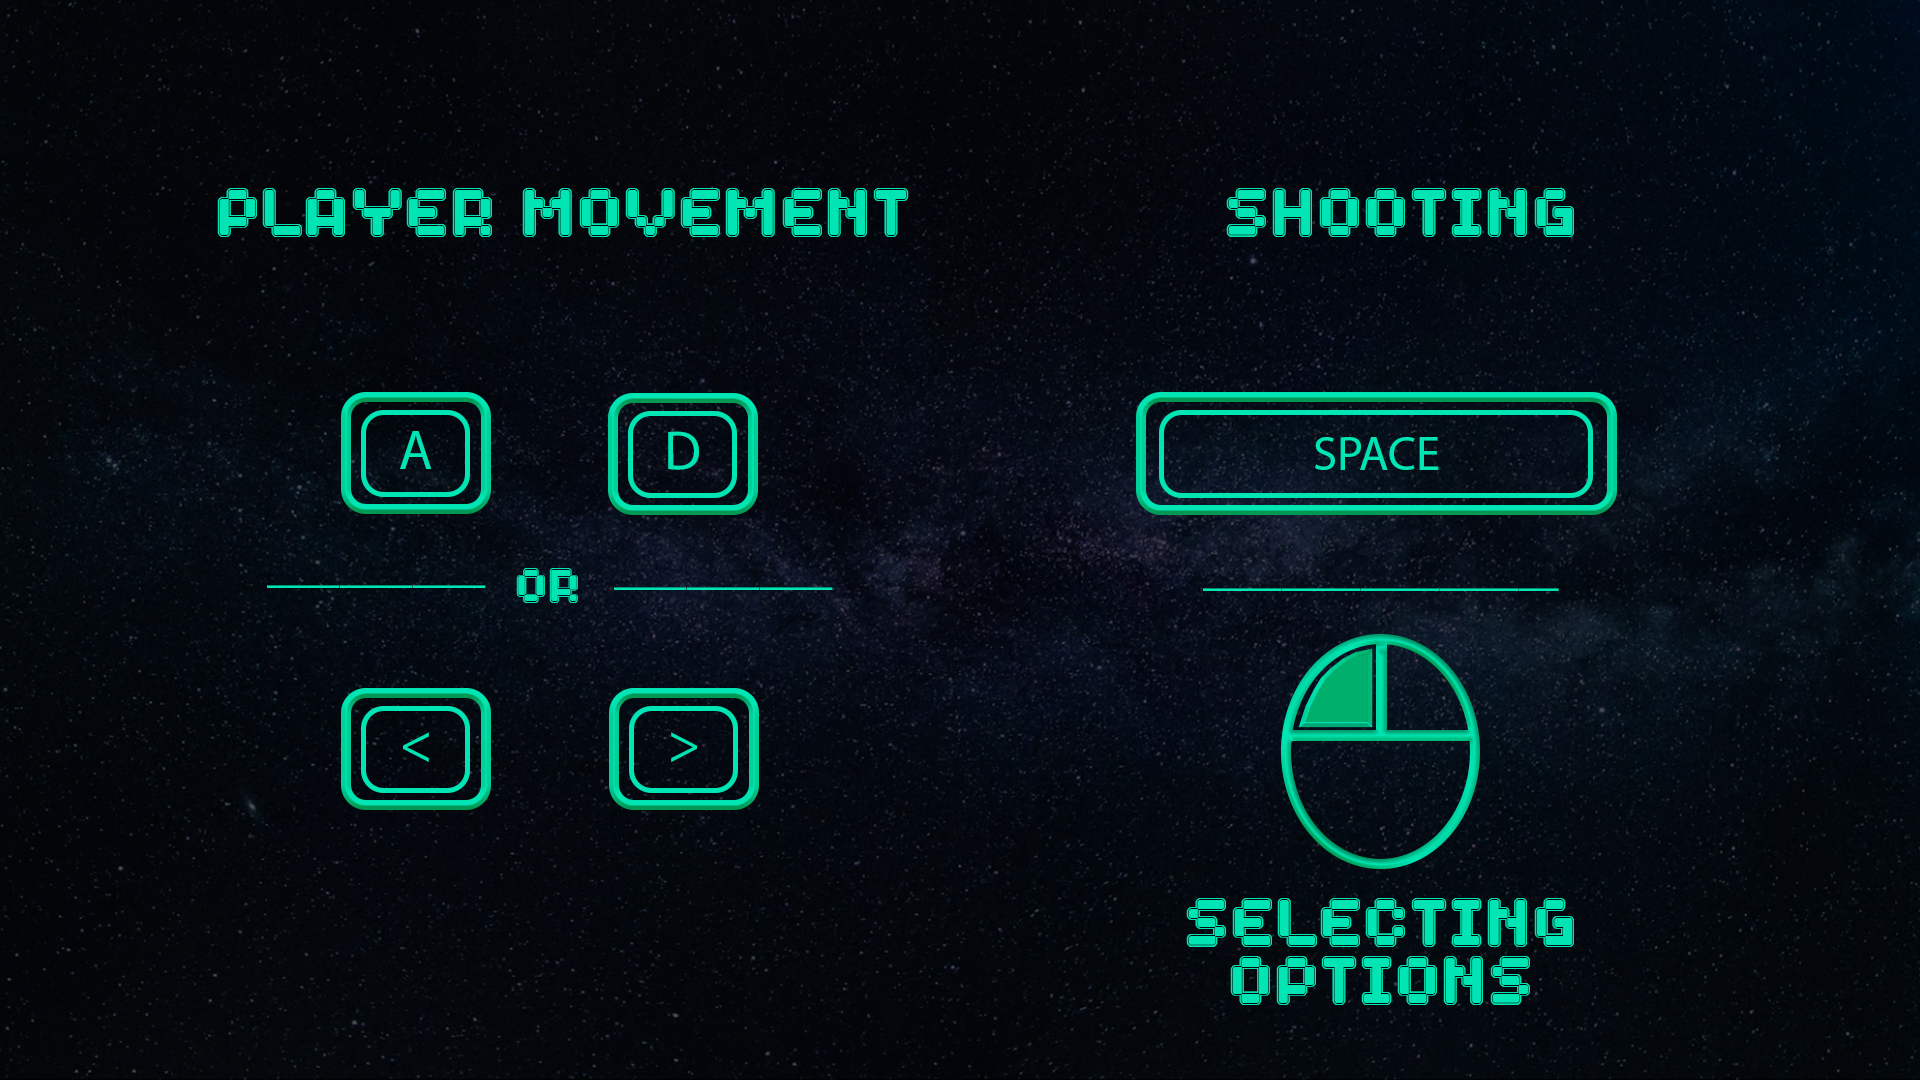 PLAYER MOVEMENT
A
D
OR
<
>
SHOOTING
SPACE
SELECTING
OPTIONS